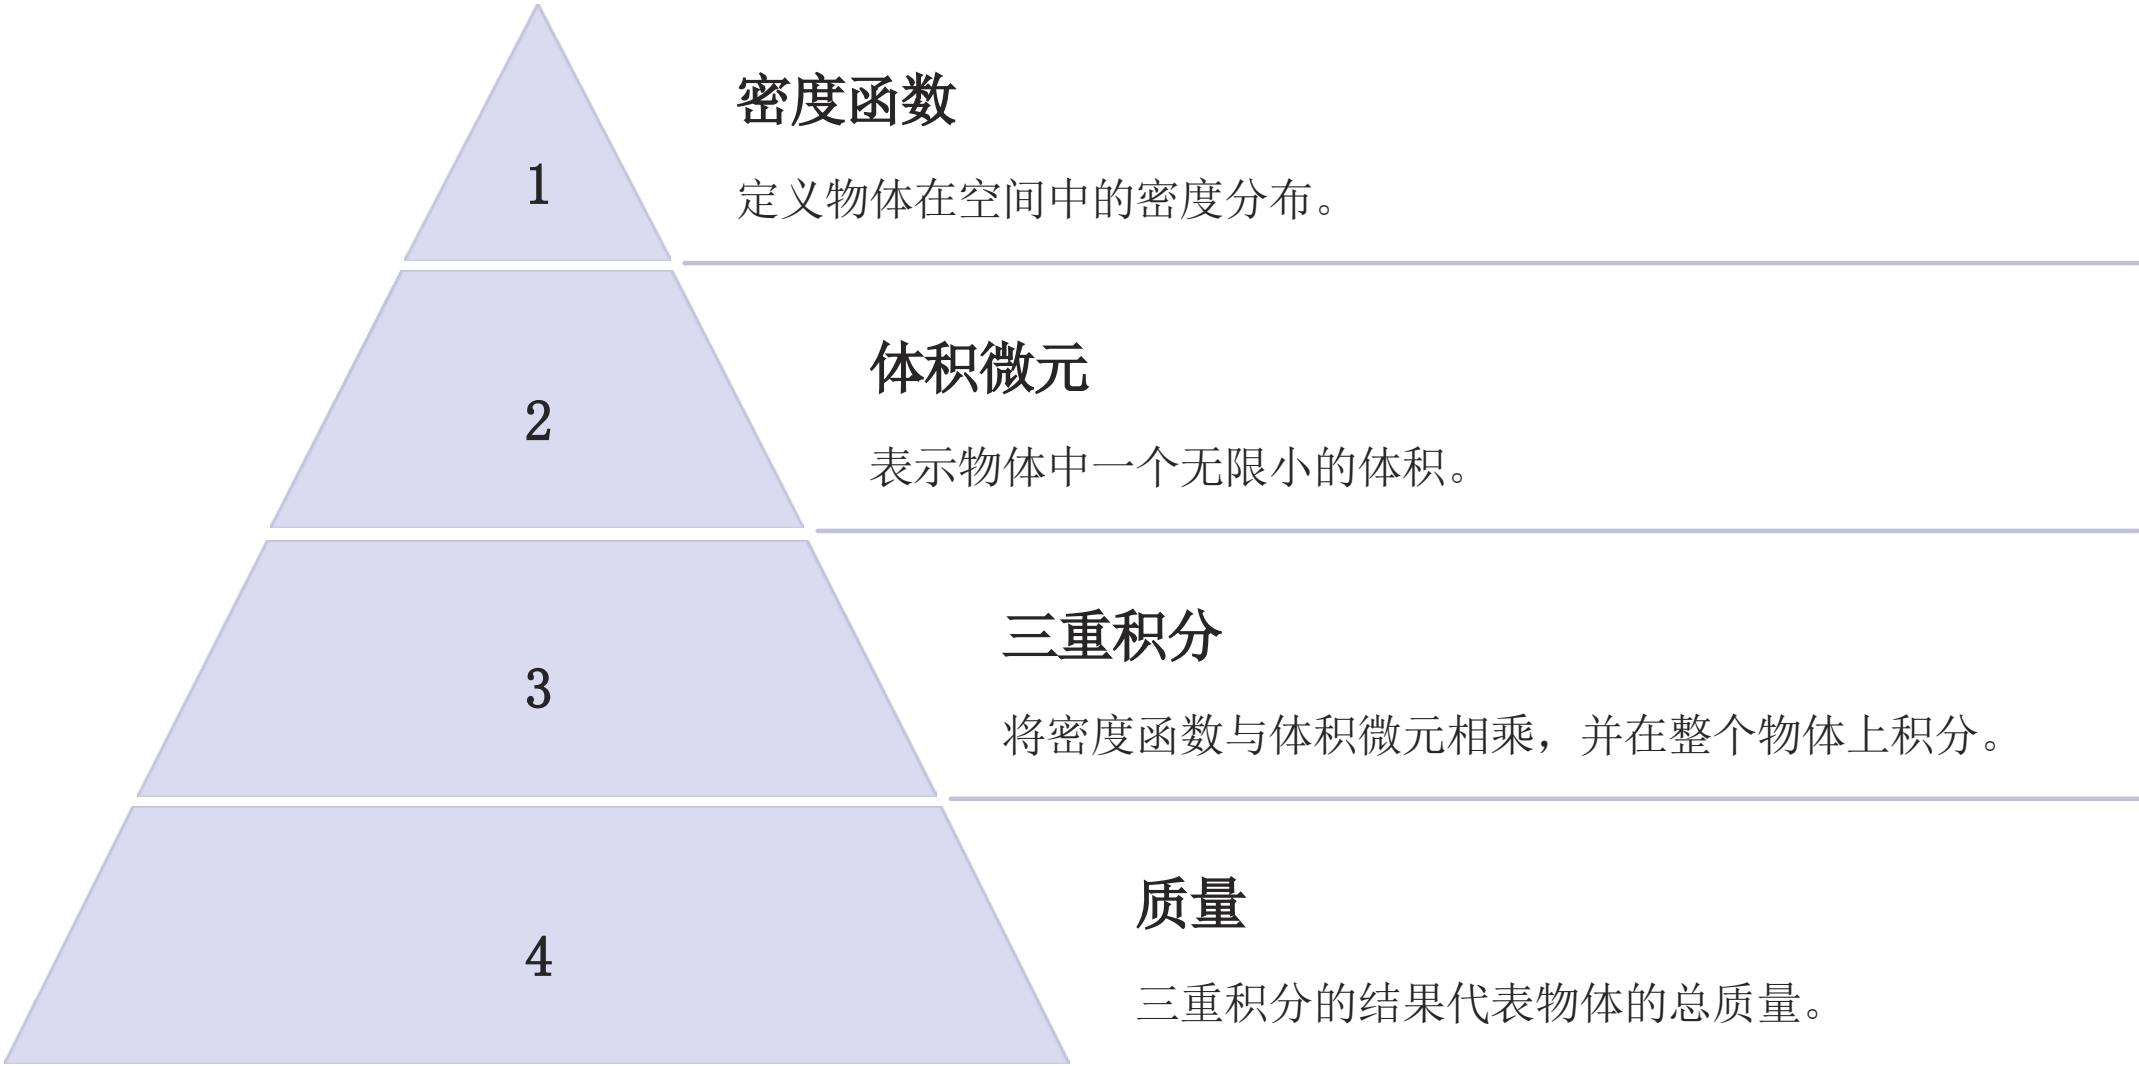 密度函数
1
定义物体在空间中的密度分布。
体积微元
2
表示物体中一个无限小的体积。
三重积分
3
将密度函数与体积微元相乘，并在整个物体上积分。
质量
4
三重积分的结果代表物体的总质量。